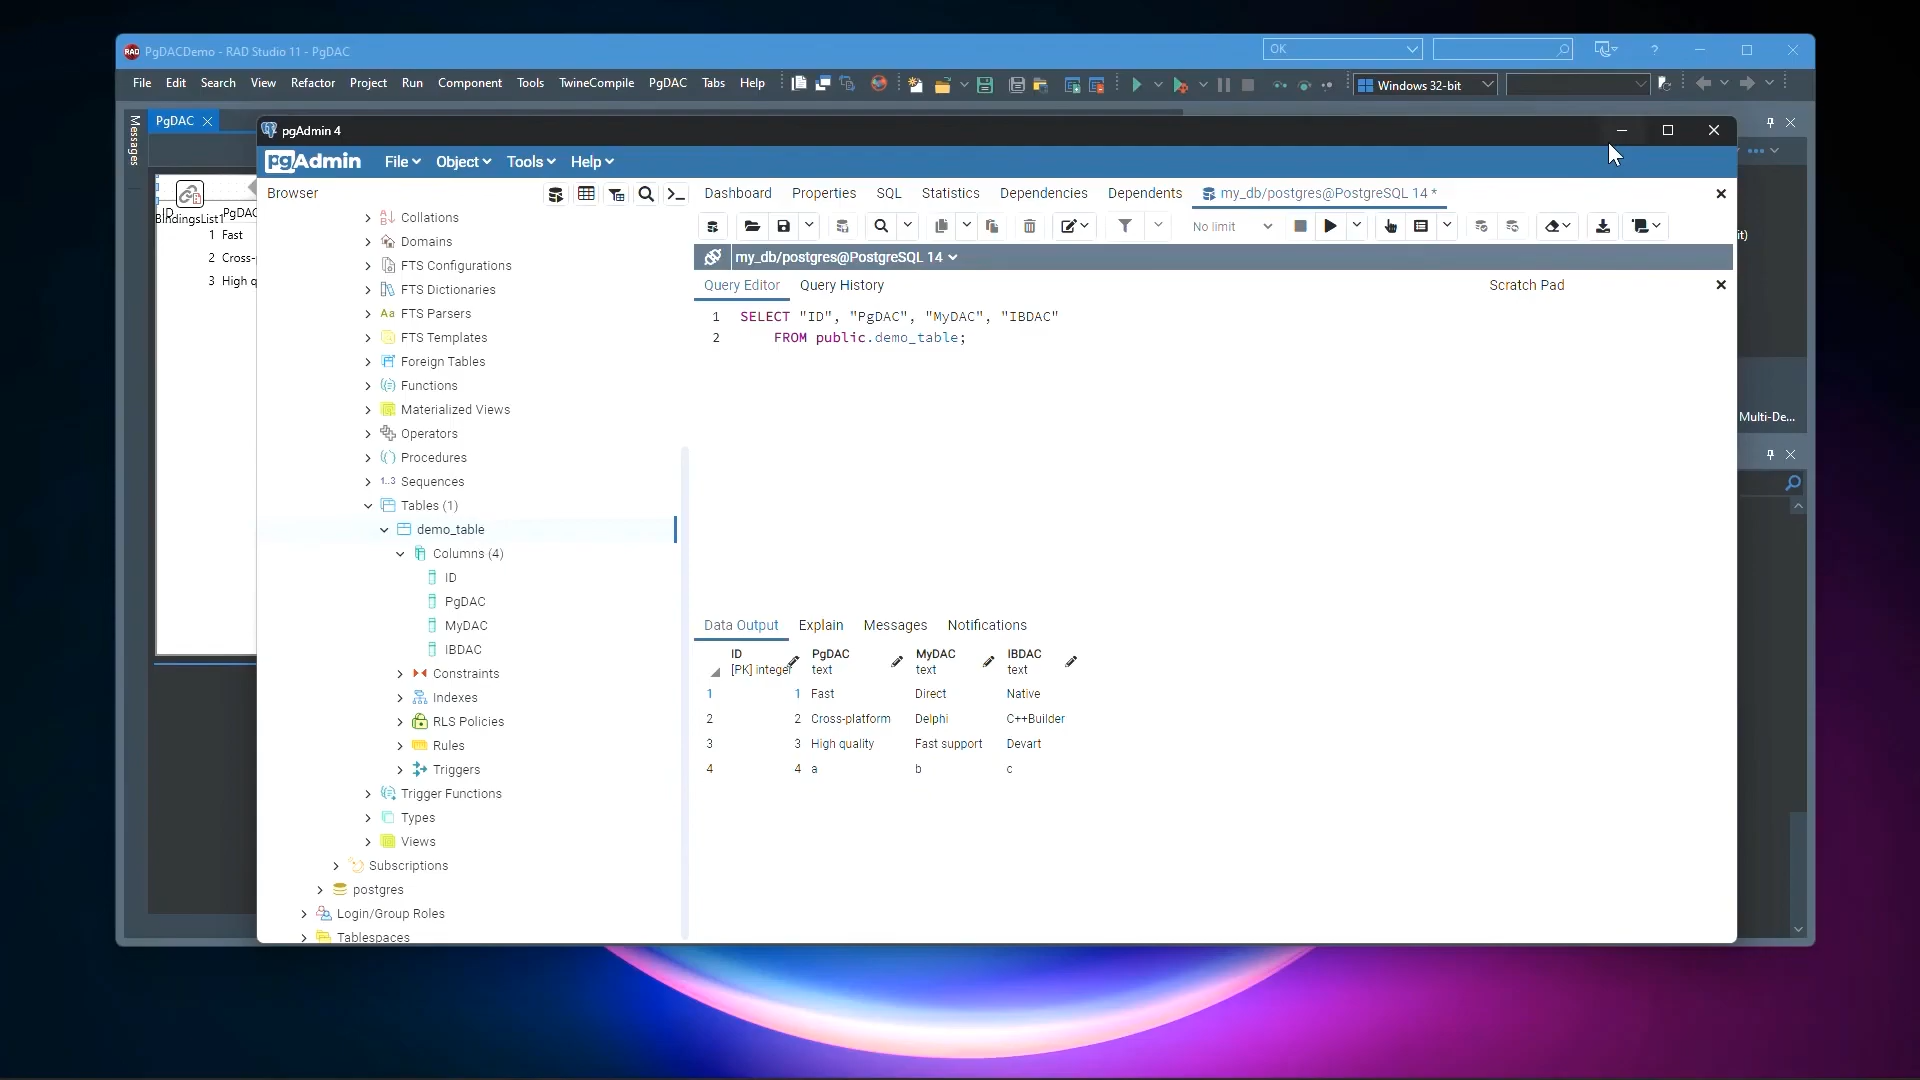 PgDACDemo - RAD Studio 11 - PgDAC
OK
?
File Edit Search View Refactor Project Run Component Tools TwineCompile PgDAC Tabs Help
Windows 32-bit
Messages
PgDAC
BindingsList1
ID PgDAC
1 Fast
2 Cross-
3 High q
it)
Multi-De...
pgAdmin 4
pgAdmin File Object Tools Help
Browser
Dashboard Properties SQL Statistics Dependencies Dependents my_db/postgres@PostgreSQL 14 *
No limit
my_db/postgres@PostgreSQL 14
Query Editor Query History
Scratch Pad
1 SELECT "ID", "PgDAC", "MyDAC", "IBDAC"
2 FROM public.demo_table;
Collations
Domains
FTS Configurations
FTS Dictionaries
Aa FTS Parsers
FTS Templates
Foreign Tables
Functions
Materialized Views
Operators
Procedures
1..3 Sequences
Tables (1)
demo_table
Columns (4)
ID
PgDAC
MyDAC
IBDAC
Constraints
Indexes
RLS Policies
Rules
Triggers
Trigger Functions
Types
Views
Subscriptions
postgres
Login/Group Roles
Tablespaces
Data Output Explain Messages Notifications
ID PgDAC MyDAC IBDAC
[PK] integer text text text
1 1 Fast Direct Native
2 2 Cross-platform Delphi C++Builder
3 3 High quality Fast support Devart
4 4 a b c